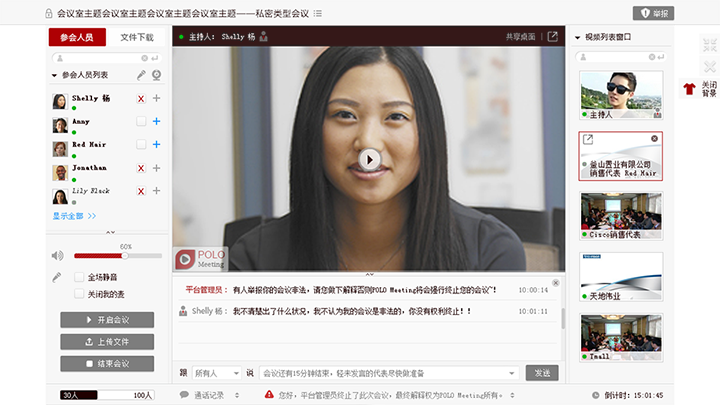 会议室主题会议室主题会议室主题会议室主题——私密类型会议
举报
参会人员
文件下载
参会人员列表
Shelly 杨
Anny
Red Hair
Jonathan
Lily Black
显示全部 >>
60%
全场静音
关闭我的麦
开启会议
上传文件
结束会议
30人
100人
主持人: Shelly 杨
共享桌面
POLO
Meeting
平台管理员: 有人举报你的会议非法，请您做下解释否则POLO Meeting将会强行终止您的会议~!
10:00:14
Shelly 杨: 我不清楚出了什么状况，我不认为我的会议是非法的，你没有权利终止!!
10:01:11
跟
所有人
说
会议还有15分钟结束，轻未发言的代表尽快做准备
发送
通话记录
您好，平台管理员终止了此次会议，最终解释权为POLO Meeting所有。
视频列表窗口
主持人
釜山置业有限公司
销售代表 Red Hair
Cisco销售代表
天地伟业
Tmall
倒计时: 15:01:45
关闭
背景